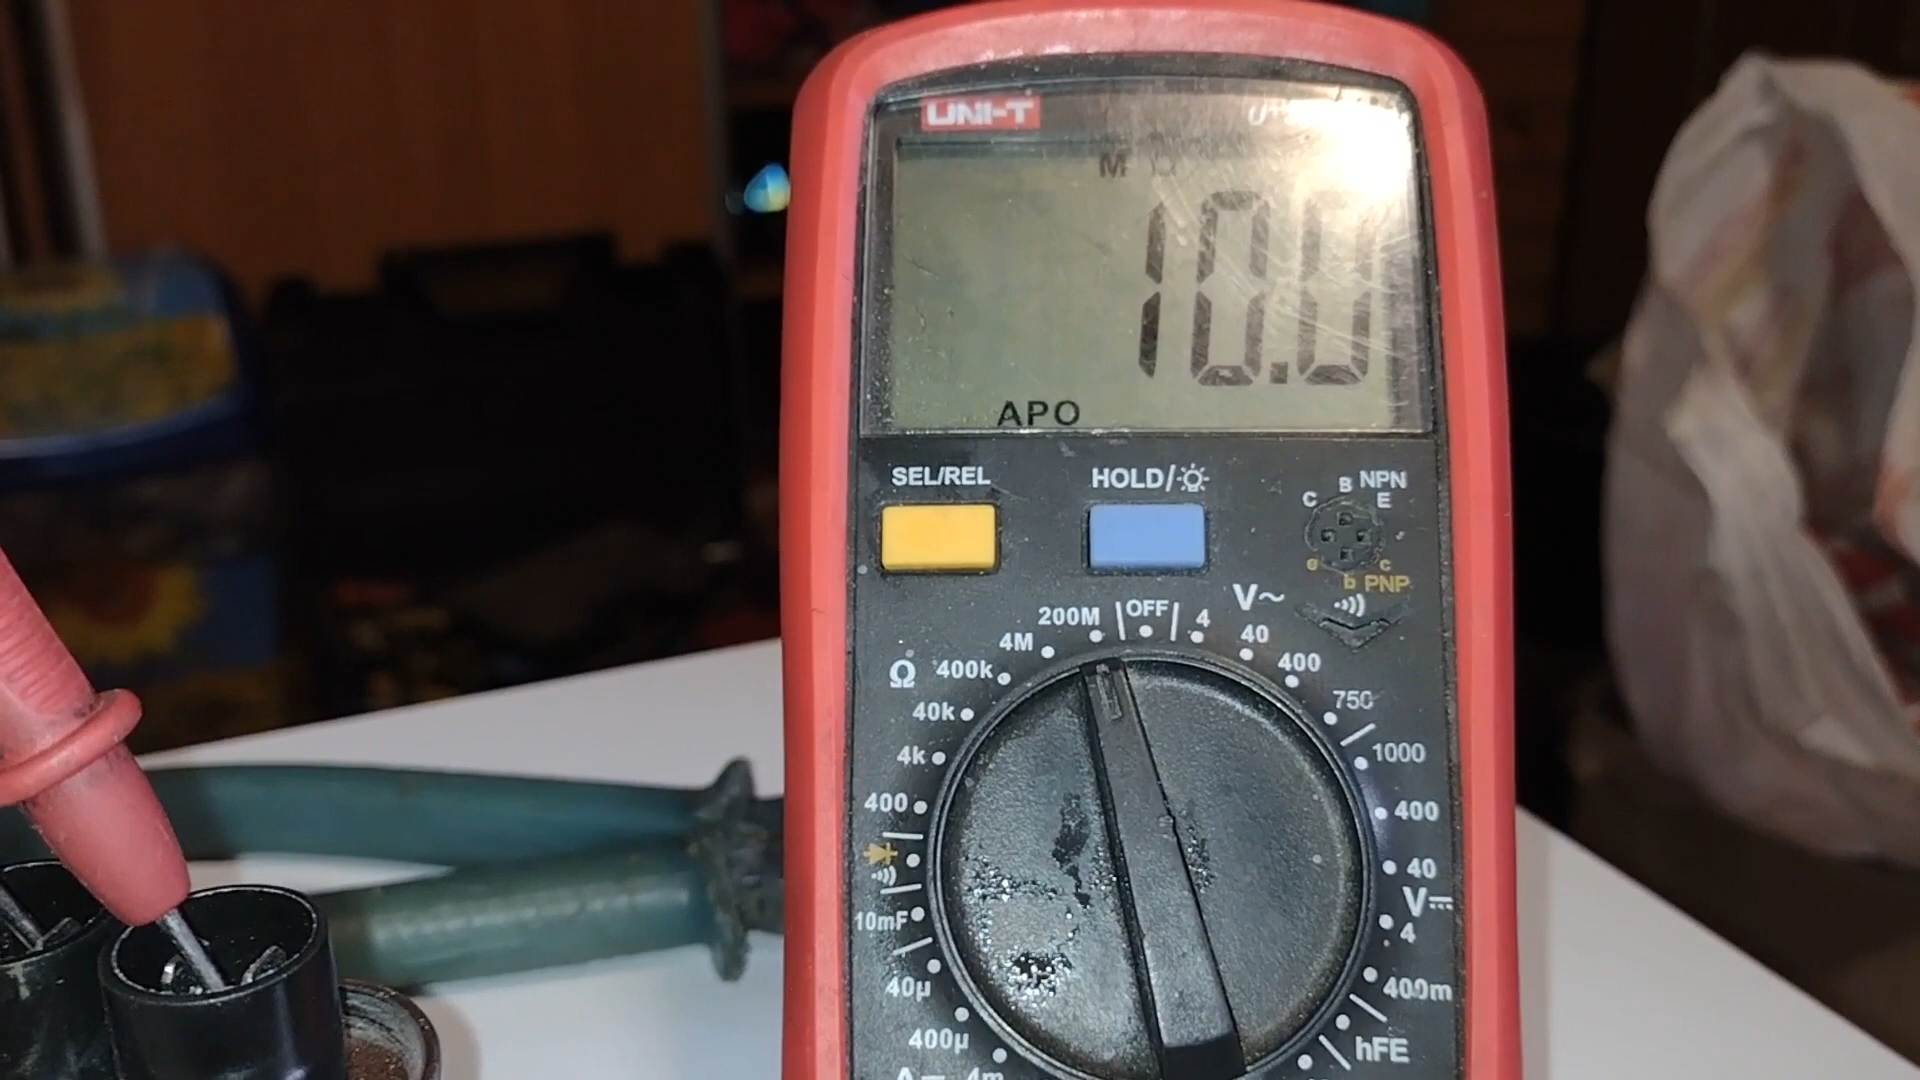 UNI-T
M Ω
10.0
APO
SEL/REL
HOLD/
B NPN
C E
e c
b PNP
V~
200M OFF 4
4M 40
Ω 400k 400
40k 750
4k 1000
400 400
40
10mF V
4
40µ 400m
400µ hFE
4m